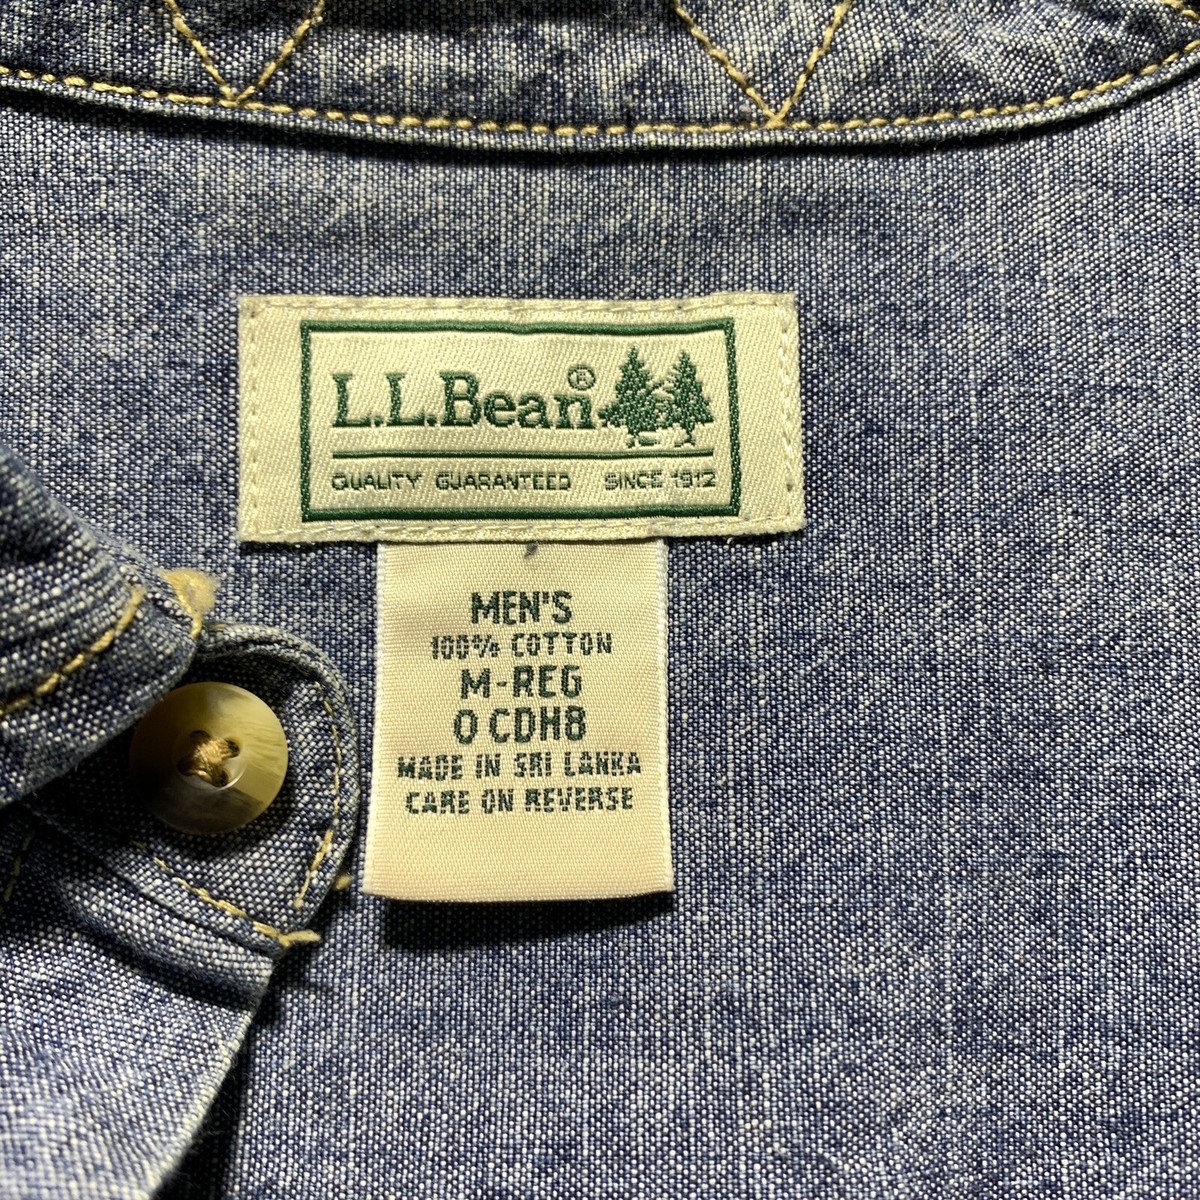 L.L.Bean®
QUALITY GUARANTEED SINCE 1912
MEN'S
100% COTTON
M-REG
0 CDH8
MADE IN SRI LANKA
CARE ON REVERSE